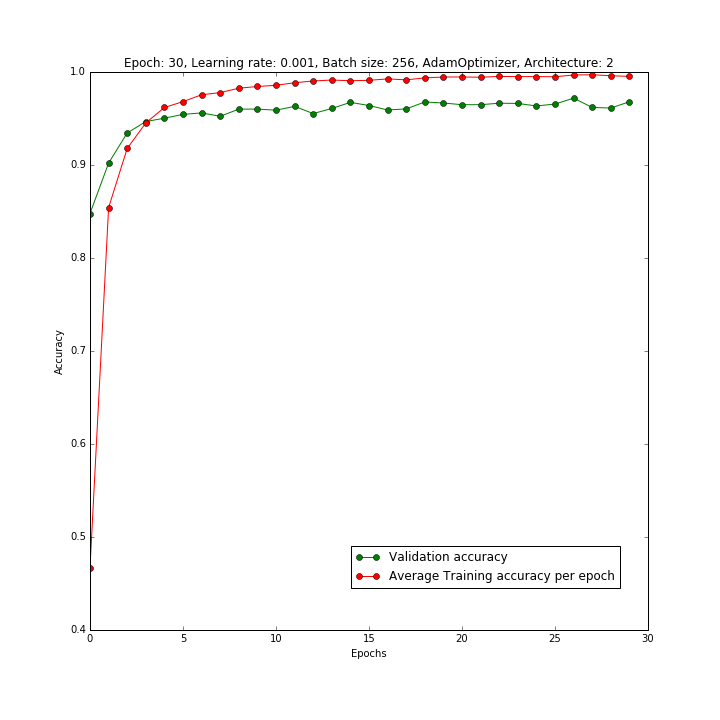 Epoch: 30, Learning rate: 0.001, Batch size: 256, AdamOptimizer, Architecture: 2
1.0
0.9
0.8
0.7
0.6
0.5
0.4
Accuracy
Validation accuracy
Average Training accuracy per epoch
0 5 10 15 20 25 30
Epochs